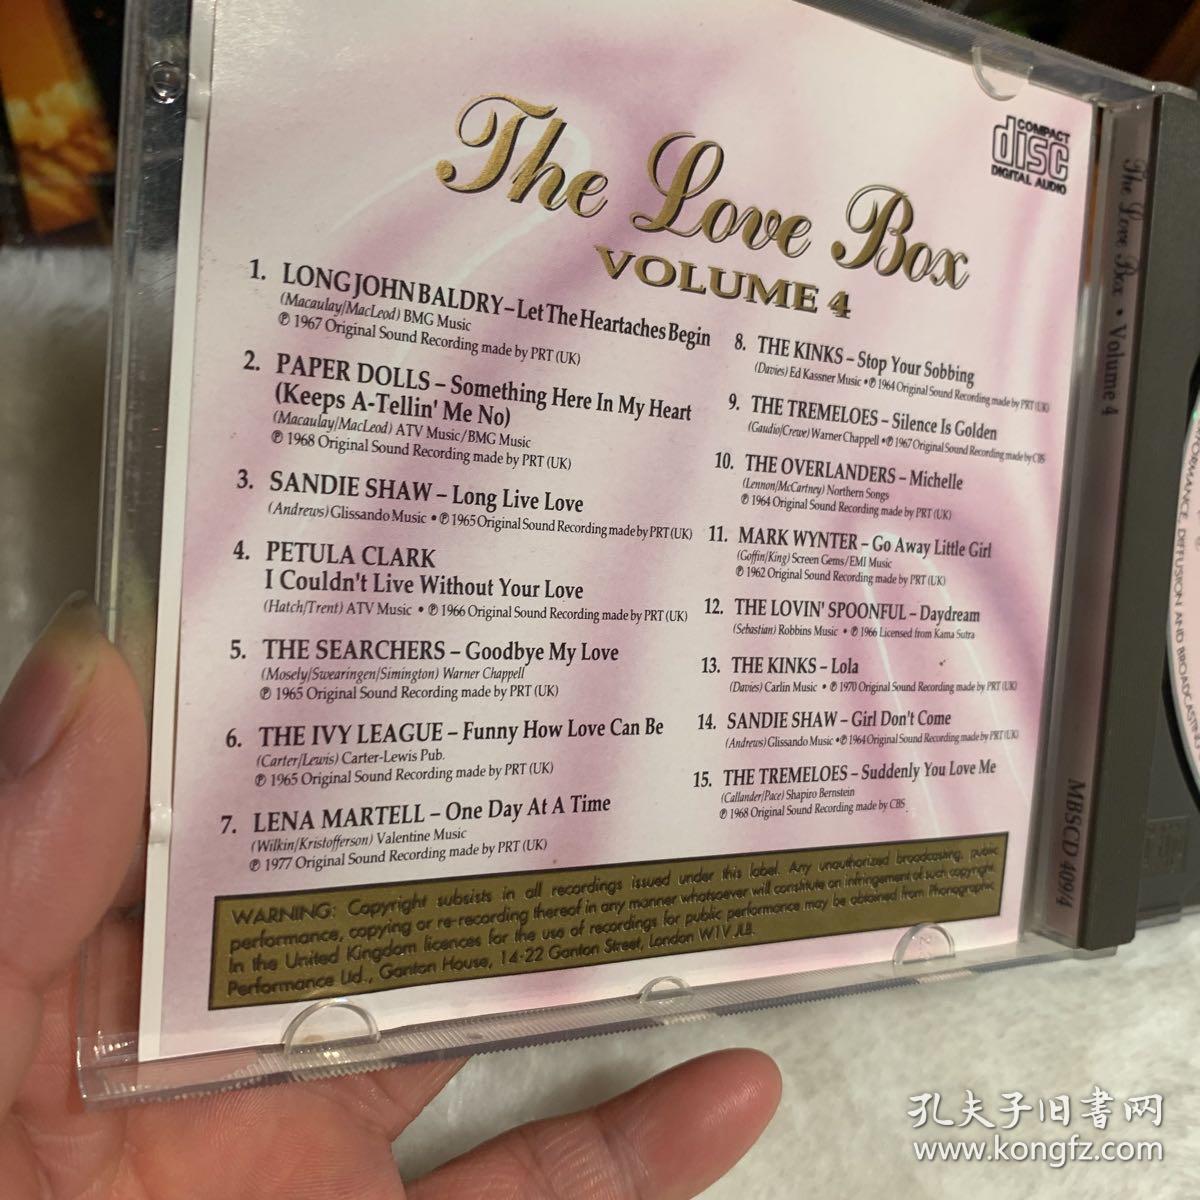 The Love Box
VOLUME 4
COMPACT
disc
DIGITAL AUDIO
1. LONG JOHN BALDRY – Let The Heartaches Begin
(Macaulay/MacLeod) BMG Music
℗ 1967 Original Sound Recording made by PRT (UK)
2. PAPER DOLLS – Something Here In My Heart
(Keeps A-Tellin' Me No)
(Macaulay/MacLeod) ATV Music/BMG Music
℗ 1968 Original Sound Recording made by PRT (UK)
3. SANDIE SHAW – Long Live Love
(Andrews) Glissando Music • ℗ 1965 Original Sound Recording made by PRT (UK)
4. PETULA CLARK
I Couldn't Live Without Your Love
(Hatch/Trent) ATV Music • ℗ 1966 Original Sound Recording made by PRT (UK)
5. THE SEARCHERS – Goodbye My Love
(Mosely/Swearingen/Simington) Warner Chappell
℗ 1965 Original Sound Recording made by PRT (UK)
6. THE IVY LEAGUE – Funny How Love Can Be
(Carter/Lewis) Carter-Lewis Pub.
℗ 1965 Original Sound Recording made by PRT (UK)
7. LENA MARTELL – One Day At A Time
(Wilkin/Kristofferson) Valentine Music
℗ 1977 Original Sound Recording made by PRT (UK)
8. THE KINKS – Stop Your Sobbing
(Davies) Ed Kassner Music • ℗ 1964 Original Sound Recording made by PRT (UK)
9. THE TREMELOES – Silence Is Golden
(Gaudio/Crewe) Warner Chappell • ℗ 1967 Original Sound Recording made by CBS
10. THE OVERLANDERS – Michelle
(Lennon/McCartney) Northern Songs
℗ 1964 Original Sound Recording made by PRT (UK)
11. MARK WYNTER – Go Away Little Girl
(Goffin/King) Screen Gems/EMI Music
℗ 1962 Original Sound Recording made by PRT (UK)
12. THE LOVIN' SPOONFUL – Daydream
(Sebastian) Robbins Music • ℗ 1966 Licensed from Kama Sutra
13. THE KINKS – Lola
(Davies) Carlin Music • ℗ 1970 Original Sound Recording made by PRT (UK)
14. SANDIE SHAW – Girl Don't Come
(Andrews) Glissando Music • ℗ 1964 Original Sound Recording made by PRT (UK)
15. THE TREMELOES – Suddenly You Love Me
(Callander/Pace) Shapiro Bernstein
℗ 1968 Original Sound Recording made by CBS
WARNING: Copyright subsists in all recordings issued under this label. Any unauthorized broadcasting, public
performance, copying or re-recording thereof in any manner whatsoever will constitute an infringement of such copyright.
In the United Kingdom licences for the use of recordings for public performance may be obtained from Phonographic
Performance Ltd., Ganton House, 14-22 Ganton Street, London W1V JLB.
The Love Box • Volume 4
MBSCD 409/4
DIFFUSION AND BROADCASTING
孔夫子旧书网
www.kongfz.com